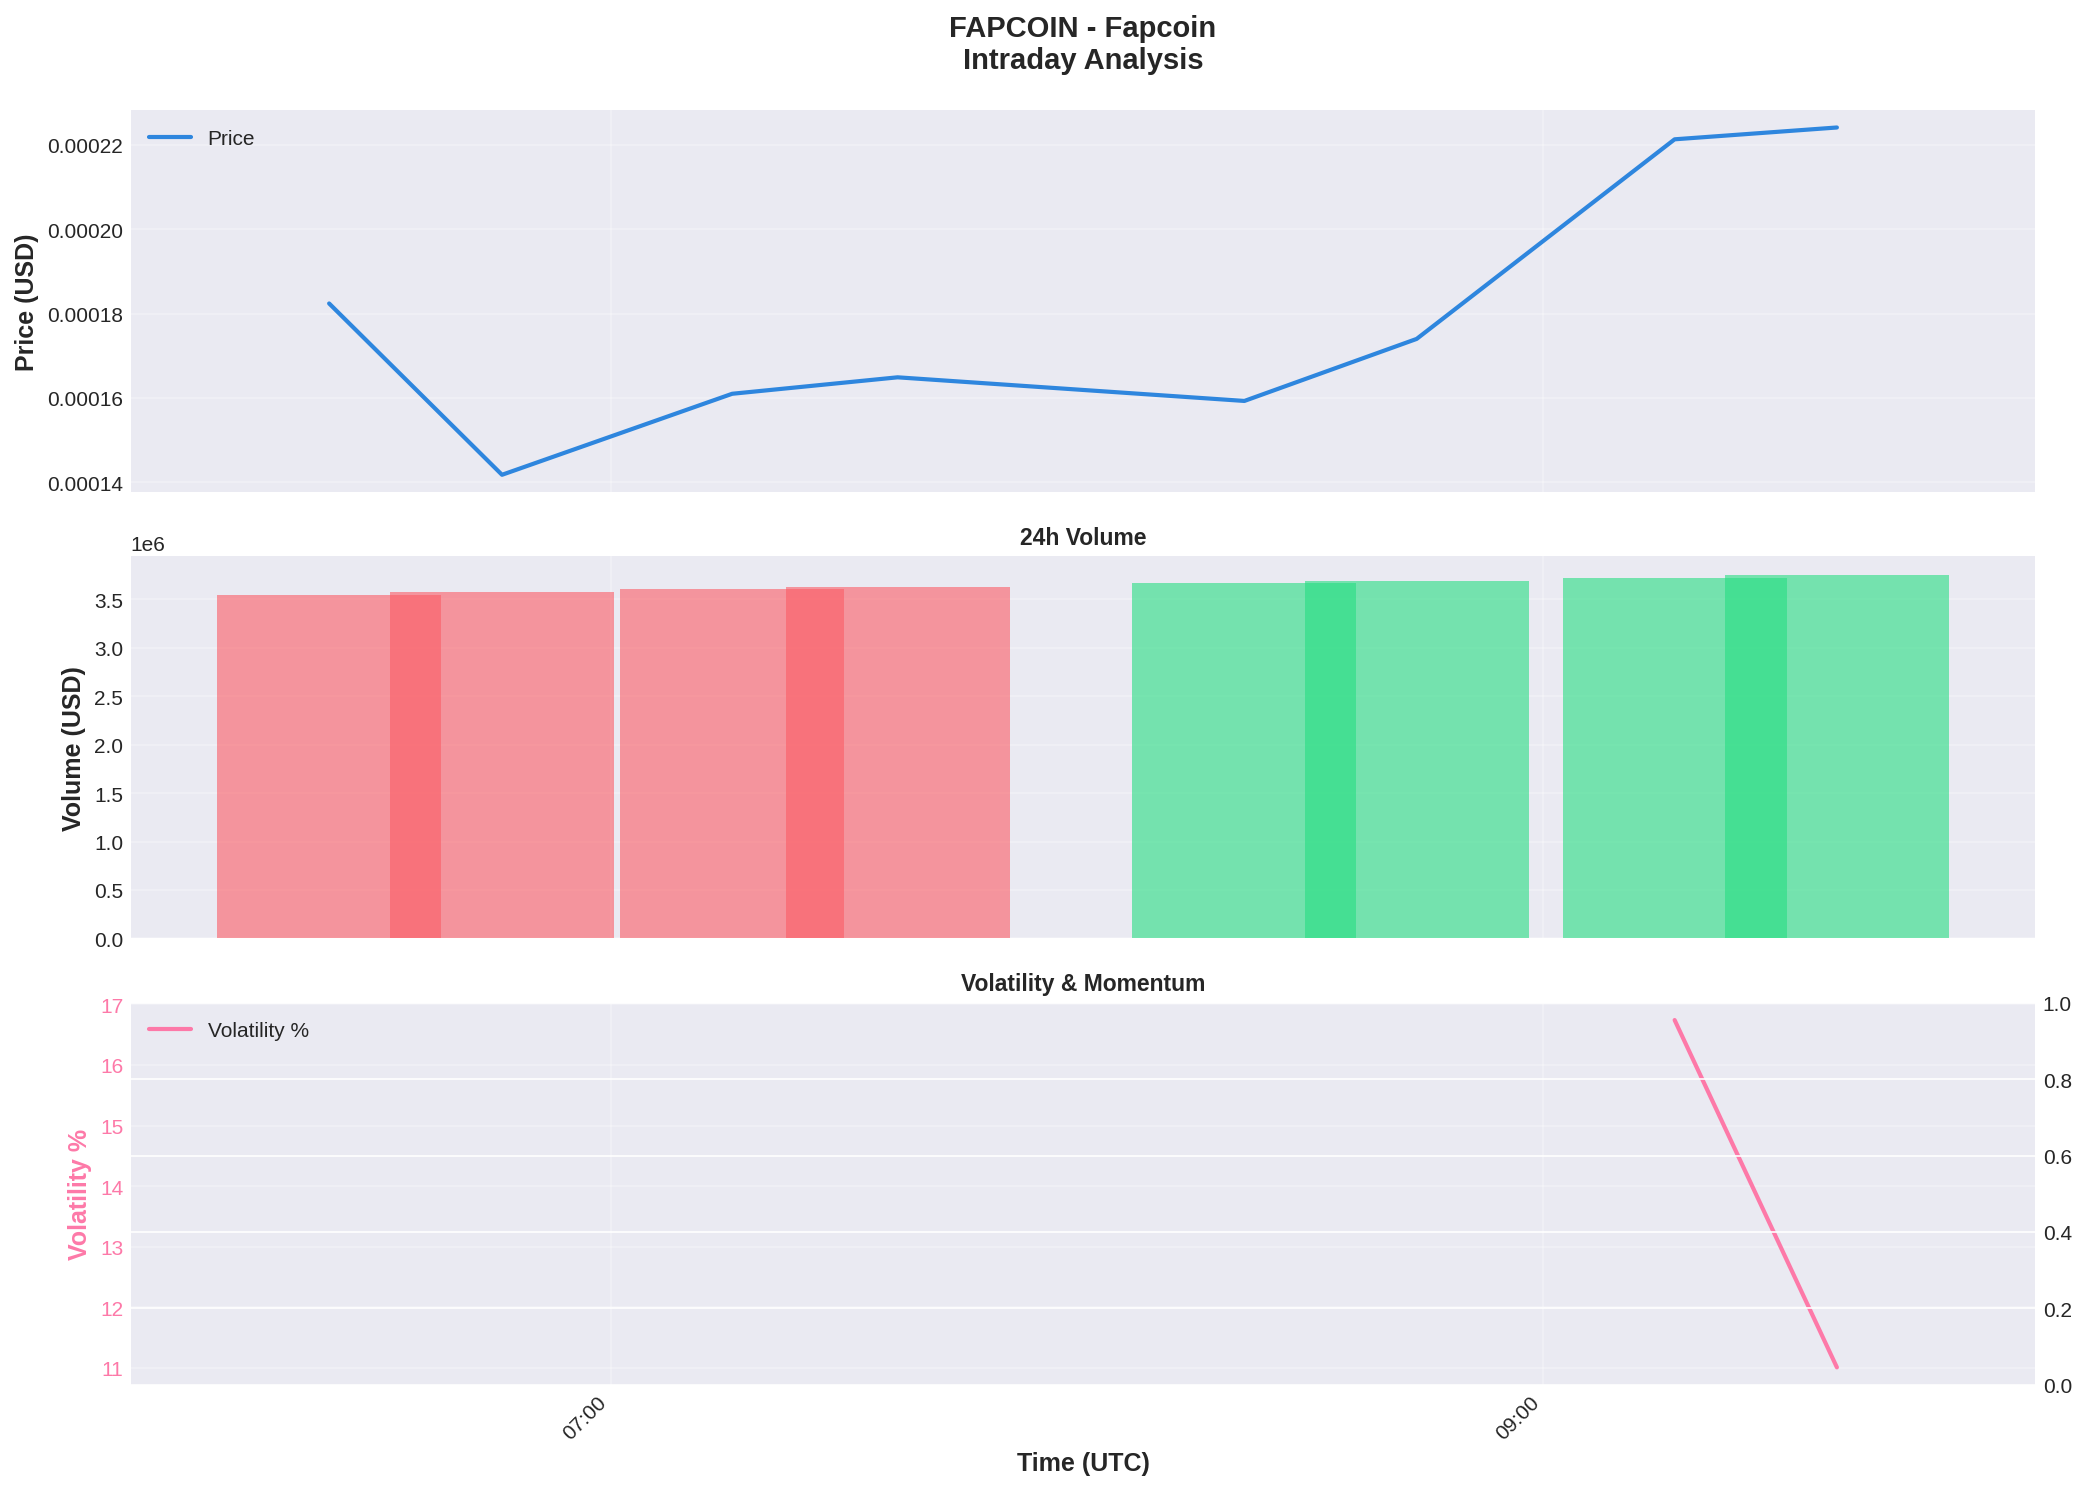 FAPCOIN - Fapcoin
Intraday Analysis
Price
Price (USD)
0.00022
0.00020
0.00018
0.00016
0.00014
24h Volume
1e6
Volume (USD)
3.5
3.0
2.5
2.0
1.5
1.0
0.5
0.0
Volatility & Momentum
Volatility %
Volatility %
17
16
15
14
13
12
11
1.0
0.8
0.6
0.4
0.2
0.0
07:00
09:00
Time (UTC)